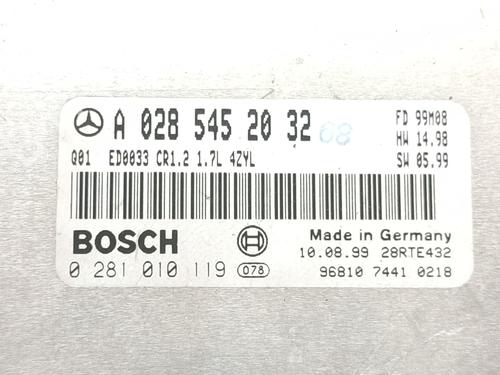 A 028 545 20 32 68
FD 99M08
HW 14.98
Q01 ED0033 CR1.2 1.7L 4ZYL
SW 05.99
BOSCH
Made in Germany
0 281 010 119 078
10.08.99 28RTE432
96810 7441 0218